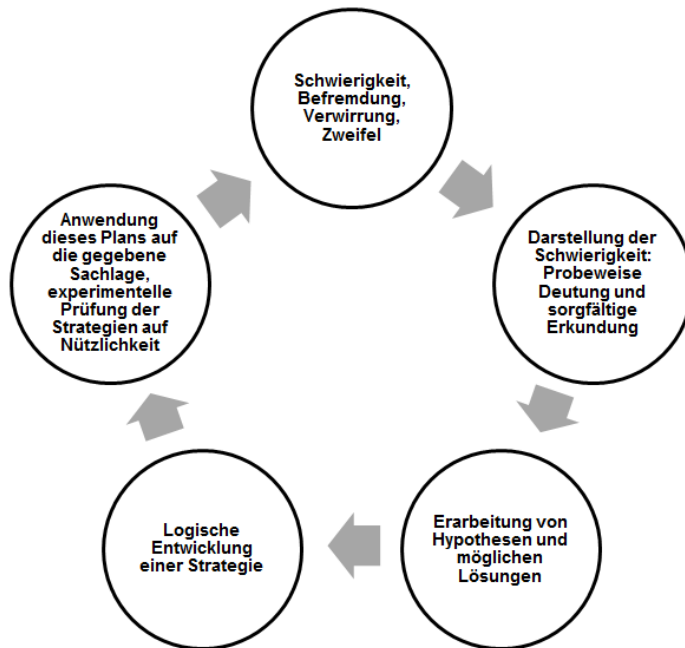 Schwierigkeit,
Befremdung,
Verwirrung,
Zweifel
Darstellung der
Schwierigkeit:
Probeweise
Deutung und
sorgfältige
Erkundung
Erarbeitung von
Hypothesen und
möglichen
Lösungen
Logische
Entwicklung
einer Strategie
Anwendung
dieses Plans auf
die gegebene
Sachlage,
experimentelle
Prüfung der
Strategien auf
Nützlichkeit